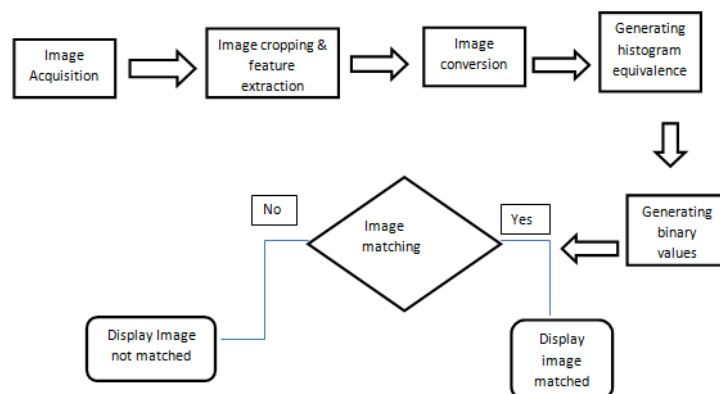 Image
Acquisition
Image cropping &
feature
extraction
Image
conversion
Generating
histogram
equivalence
Generating
binary
values
Image
matching
No
Yes
Display Image
not matched
Display
image
matched